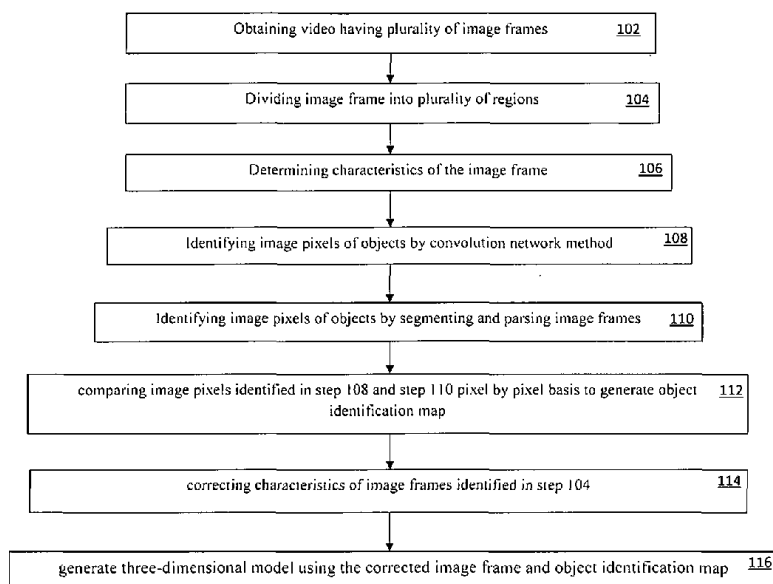 Obtaining video having plurality of image frames 102
Dividing image frame into plurality of regions 104
Determining characteristics of the image frame 106
Identifying image pixels of objects by convolution network method 108
Identifying image pixels of objects by segmenting and parsing image frames 110
comparing image pixels identified in step 108 and step 110 pixel by pixel basis to generate object 112
identification map
correcting characteristics of image frames identified in step 104 114
generate three-dimensional model using the corrected image frame and object identification map 116